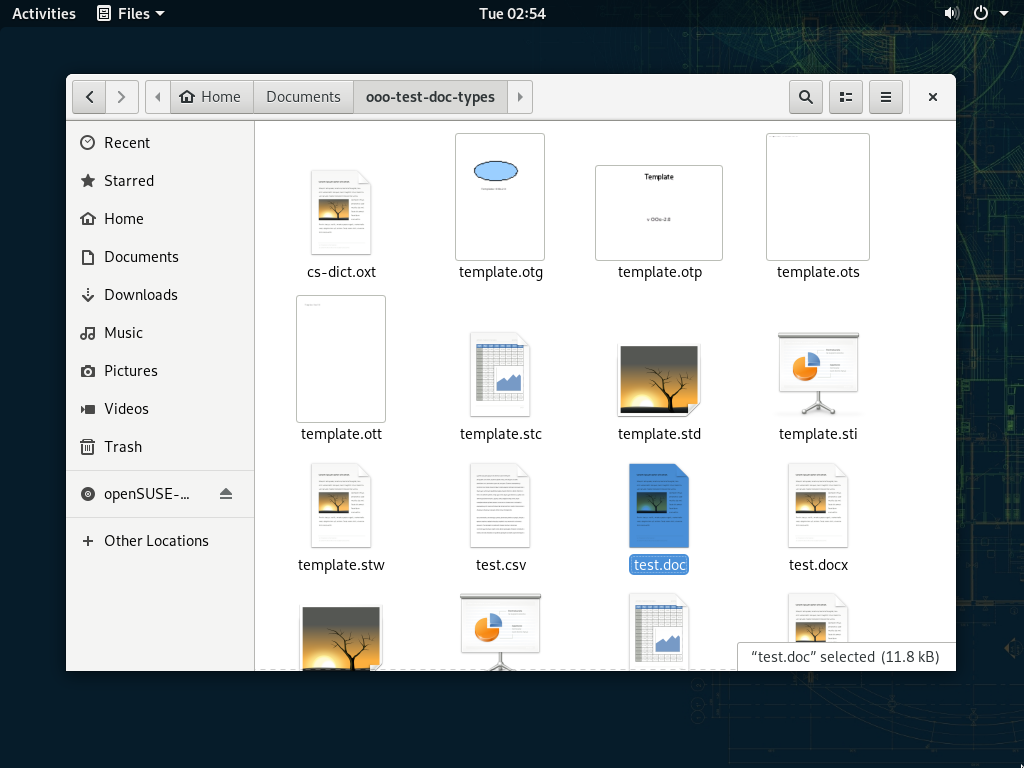 Activities Files Tue 02:54
Home Documents ooo-test-doc-types
Recent
Starred
Home
Documents
Downloads
Music
Pictures
Videos
Trash
openSUSE-...
Other Locations
Template
cs-dict.oxt template.otg template.otp template.ots
template.ott template.stc template.std template.sti
template.stw test.csv test.doc test.docx
“test.doc” selected (11.8 kB)